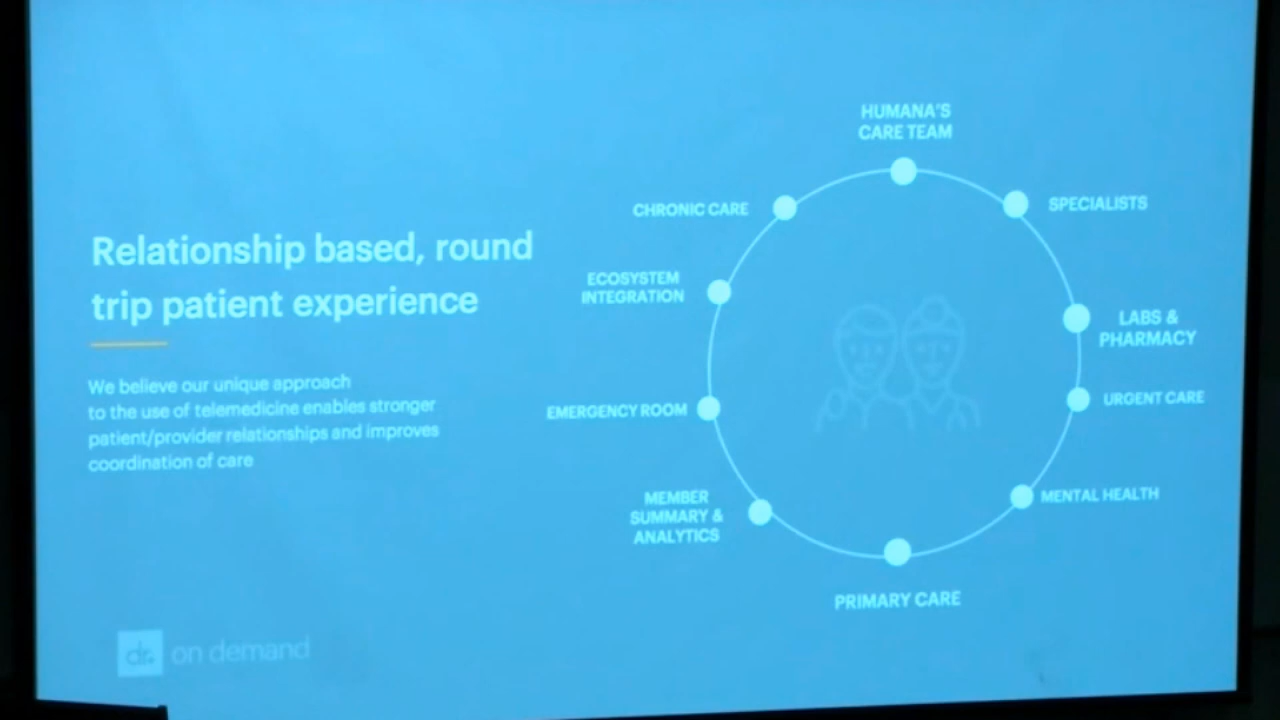 Relationship based, round
trip patient experience
We believe our unique approach
to the use of telemedicine enables stronger
patient/provider relationships and improves
coordination of care
dr. on demand
HUMANA'S
CARE TEAM
SPECIALISTS
LABS &
PHARMACY
URGENT CARE
MENTAL HEALTH
PRIMARY CARE
MEMBER
SUMMARY &
ANALYTICS
EMERGENCY ROOM
ECOSYSTEM
INTEGRATION
CHRONIC CARE